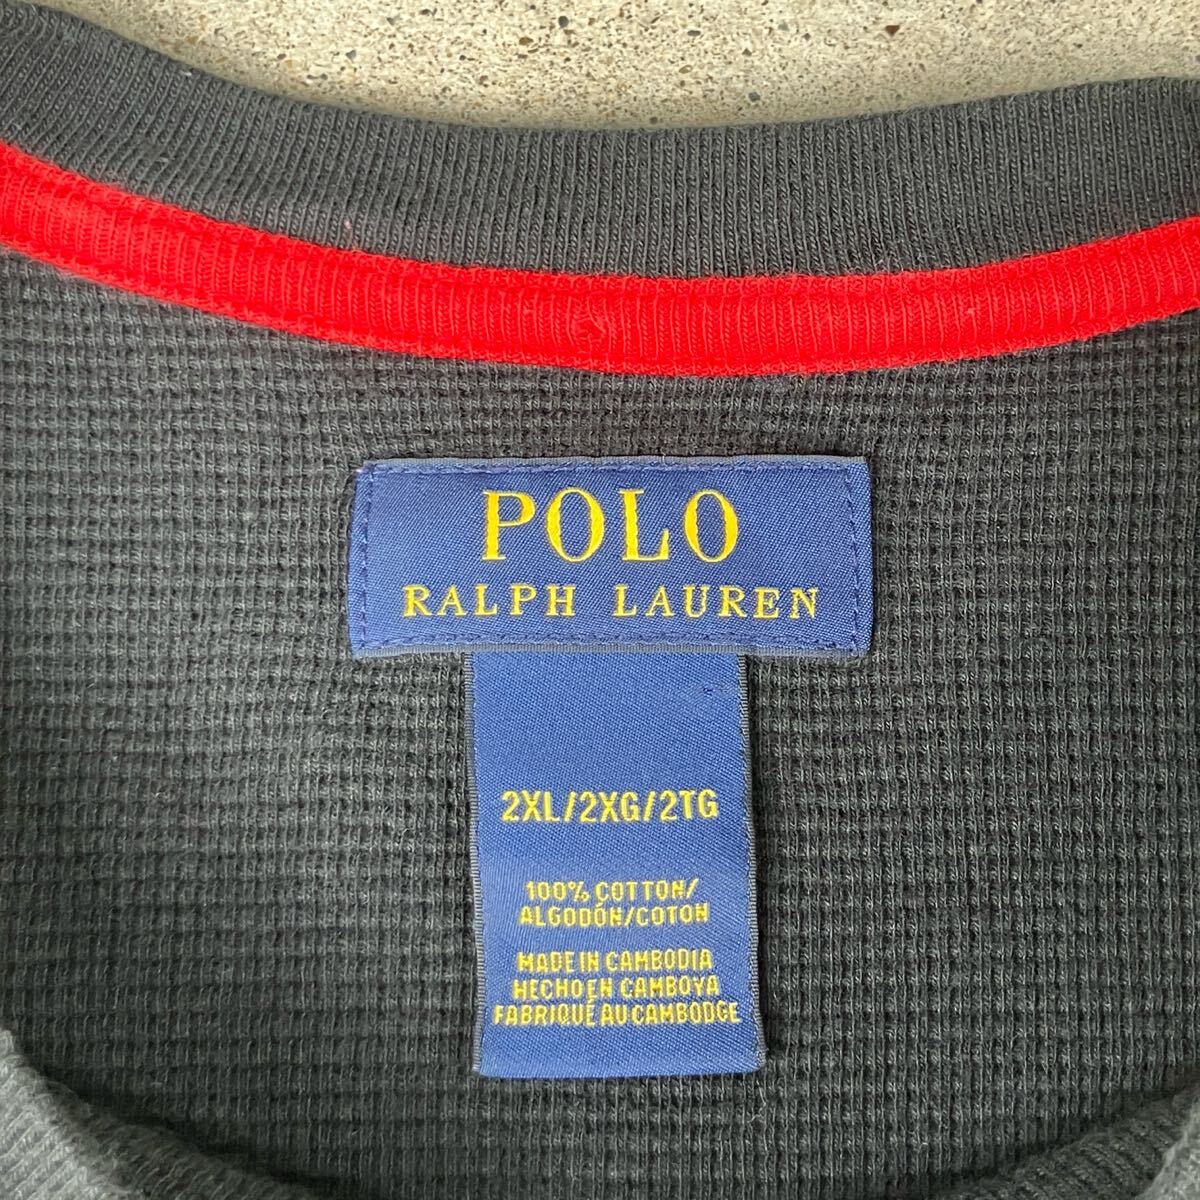 POLO
RALPH LAUREN
2XL/2XG/2TG
100% COTTON/
ALGODÓN/COTON
MADE IN CAMBODIA
HECHO EN CAMBOYA
FABRIQUÉ AU CAMBODGE